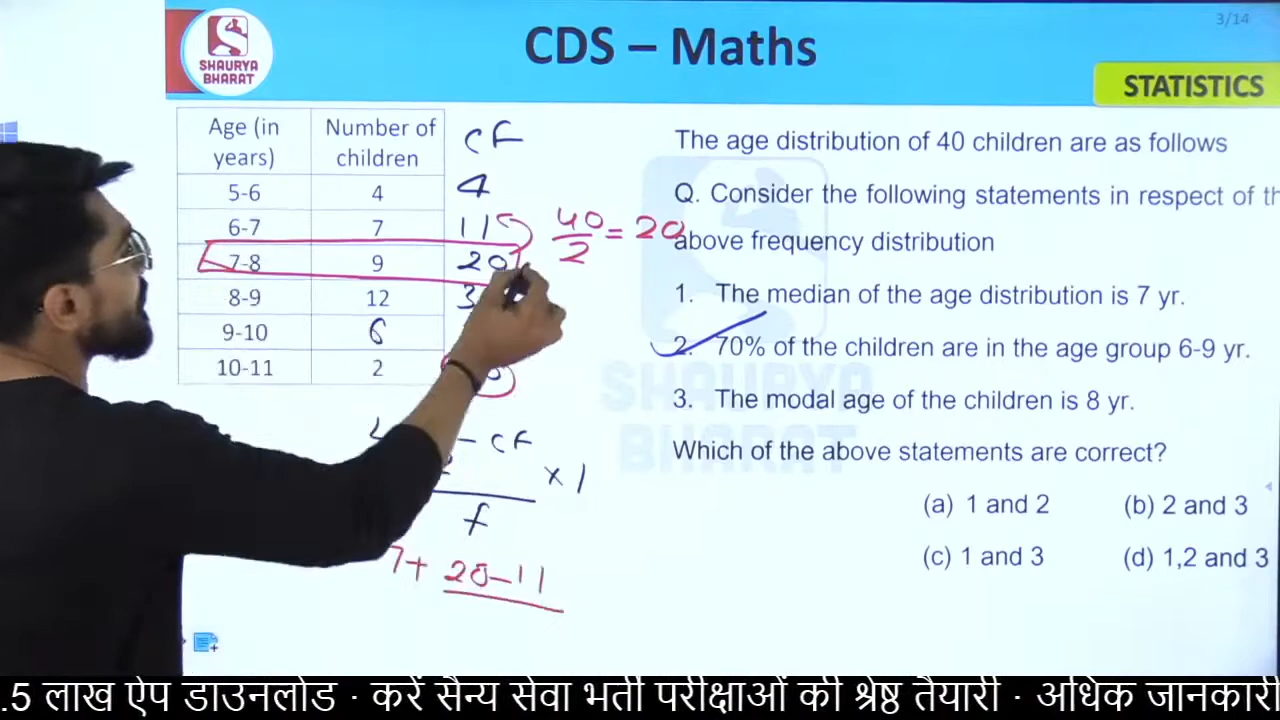 3/14
SHAURYA
BHARAT
CDS – Maths
STATISTICS
Age (in years) Number of children CF
5-6 4 4
6-7 7 11
7-8 9 20
8-9 12 3
9-10 6
10-11 2
40/2 = 20
- CF
× 1
f
7+ 20-11
The age distribution of 40 children are as follows
Q. Consider the following statements in respect of th
above frequency distribution
1. The median of the age distribution is 7 yr.
2. 70% of the children are in the age group 6-9 yr.
3. The modal age of the children is 8 yr.
Which of the above statements are correct?
(a) 1 and 2 (b) 2 and 3
(c) 1 and 3 (d) 1,2 and 3
SHAURYA
BHARAT
.5 लाख ऐप डाउनलोड · करें सैन्य सेवा भर्ती परीक्षाओं की श्रेष्ठ तैयारी · अधिक जानकारी